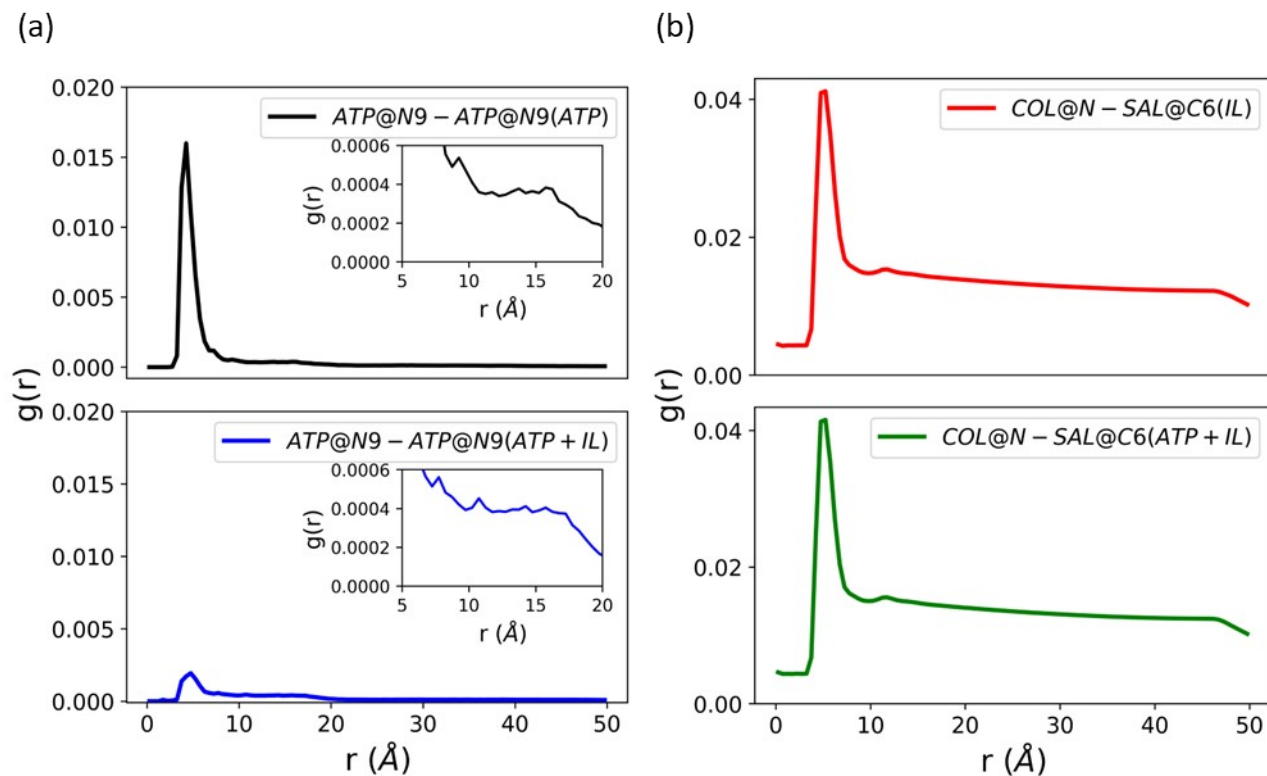 (a)
ATP@N9 − ATP@N9(ATP)
0.020
0.015
0.010
0.005
0.000
g(r)
0.0006
0.0004
0.0002
0.0000
5 10 15 20
r (Å)
ATP@N9 − ATP@N9(ATP + IL)
0.020
0.015
0.010
0.005
0.000
g(r)
0.0006
0.0004
0.0002
0.0000
5 10 15 20
r (Å)
g(r)
0 10 20 30 40 50
r (Å)
(b)
COL@N − SAL@C6(IL)
0.04
0.02
0.00
COL@N − SAL@C6(ATP + IL)
0.04
0.02
0.00
g(r)
0 10 20 30 40 50
r (Å)